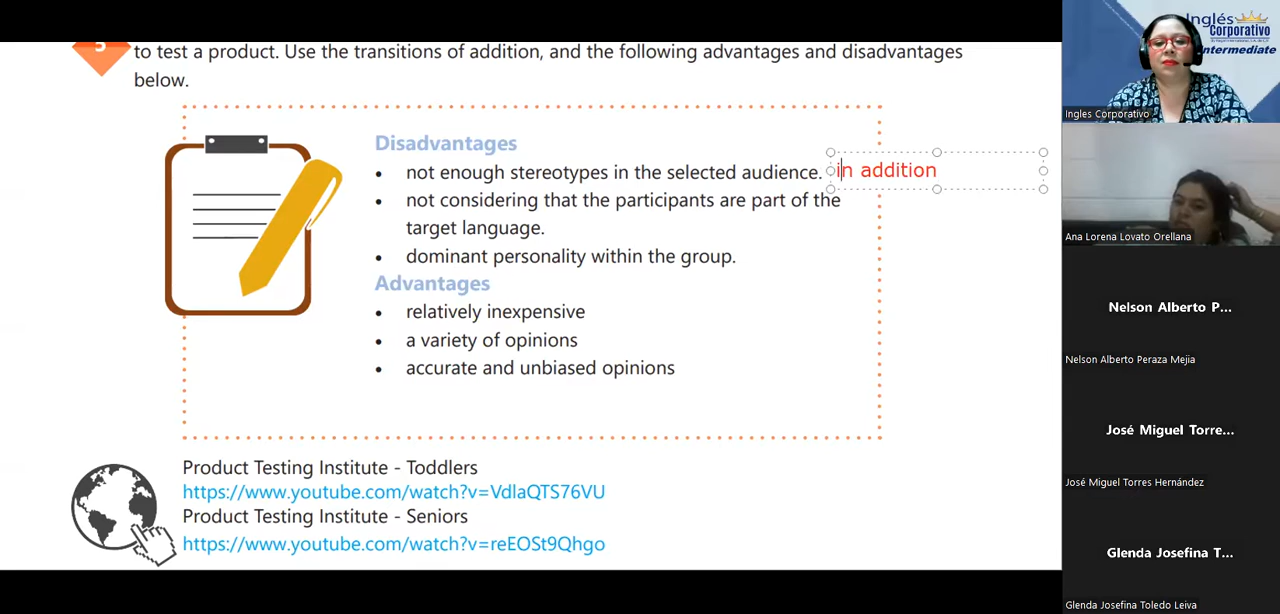 5
to test a product. Use the transitions of addition, and the following advantages and disadvantages
below.
Disadvantages
• not enough stereotypes in the selected audience. in addition
• not considering that the participants are part of the
target language.
• dominant personality within the group.
Advantages
• relatively inexpensive
• a variety of opinions
• accurate and unbiased opinions
Product Testing Institute - Toddlers
https://www.youtube.com/watch?v=VdlaQTS76VU
Product Testing Institute - Seniors
https://www.youtube.com/watch?v=reEOSt9Qhgo
Inglés
Corporativo
Intermediate
Ingles Corporativo
Ana Lorena Lovato Orellana
Nelson Alberto P...
Nelson Alberto Peraza Mejia
José Miguel Torre...
José Miguel Torres Hernández
Glenda Josefina T...
Glenda Josefina Toledo Leiva